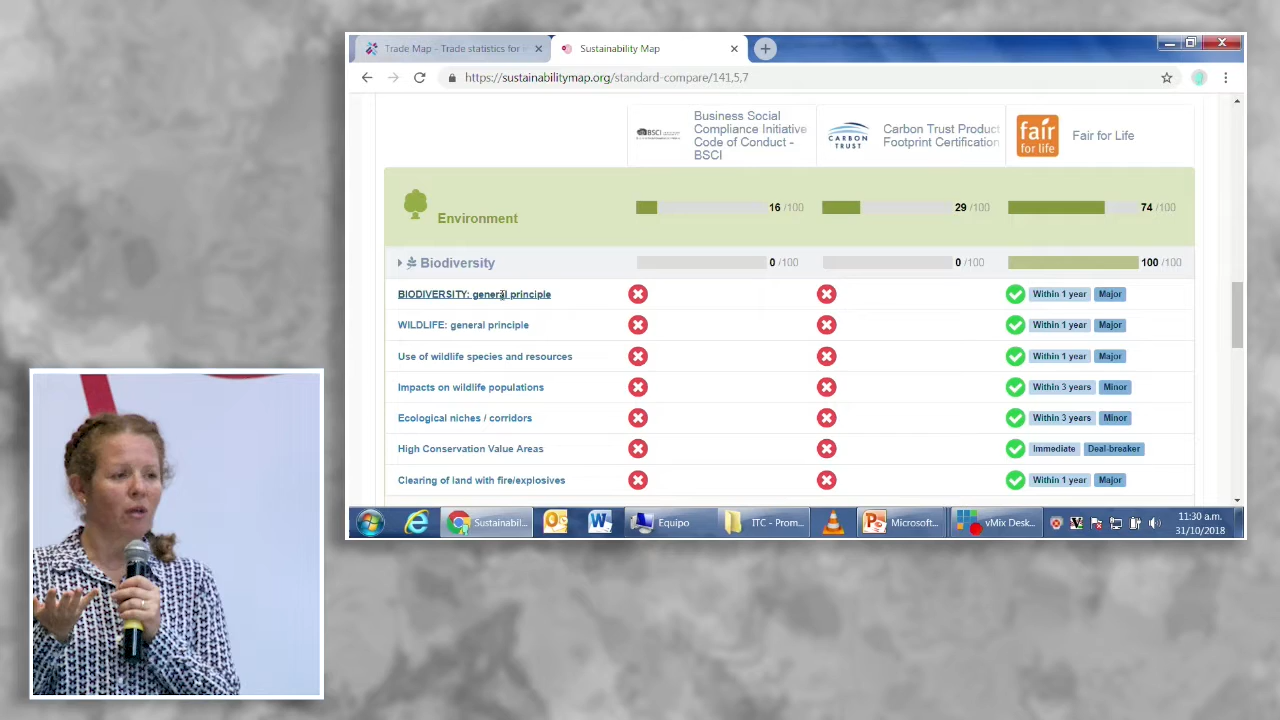 Trade Map - Trade statistics for
Sustainability Map
https://sustainabilitymap.org/standard-compare/141,5,7
BSCI
Business Social
Compliance Initiative
Code of Conduct -
BSCI
CARBON
TRUST
Carbon Trust Product
Footprint Certification
fair
for life
Fair for Life
Environment
16 /100
29 /100
74 /100
Biodiversity
0 /100
0 /100
100 /100
BIODIVERSITY: general principle
Within 1 year
Major
WILDLIFE: general principle
Within 1 year
Major
Use of wildlife species and resources
Within 1 year
Major
Impacts on wildlife populations
Within 3 years
Minor
Ecological niches / corridors
Within 3 years
Minor
High Conservation Value Areas
Immediate
Deal-breaker
Clearing of land with fire/explosives
Within 1 year
Major
Sustainabil...
Equipo
ITC - Prom...
Microsoft...
vMix Desk...
11:30 a.m.
31/10/2018